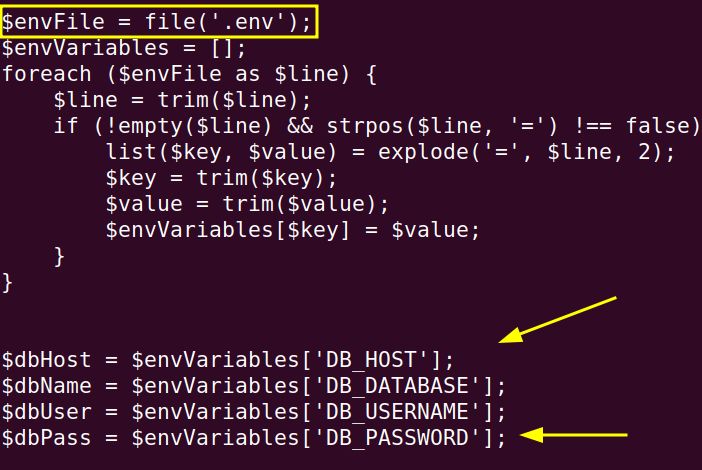 $envFile = file('.env');
$envVariables = [];
foreach ($envFile as $line) {
    $line = trim($line);
    if (!empty($line) && strpos($line, '=') !== false)
        list($key, $value) = explode('=', $line, 2);
        $key = trim($key);
        $value = trim($value);
        $envVariables[$key] = $value;
    }
}
$dbHost = $envVariables['DB_HOST'];
$dbName = $envVariables['DB_DATABASE'];
$dbUser = $envVariables['DB_USERNAME'];
$dbPass = $envVariables['DB_PASSWORD'];